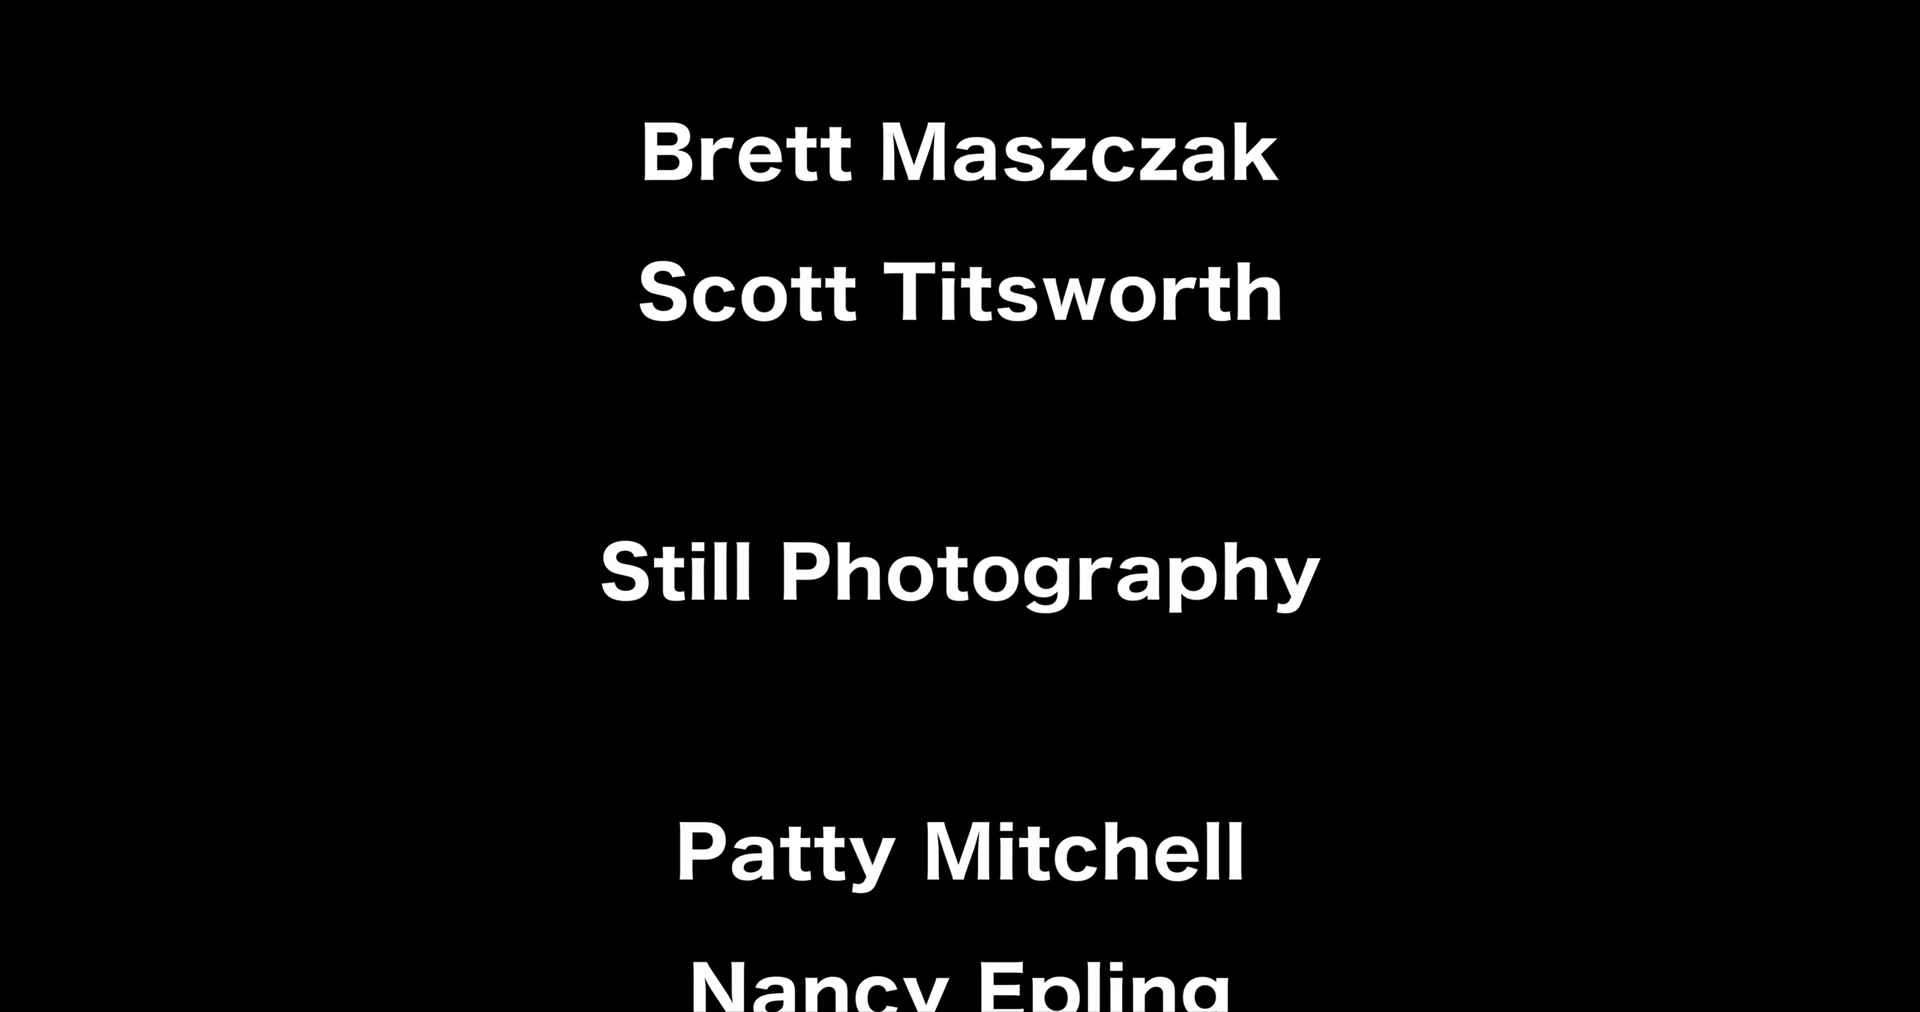 Brett Maszczak
Scott Titsworth
Still Photography
Patty Mitchell
Nancy Epling